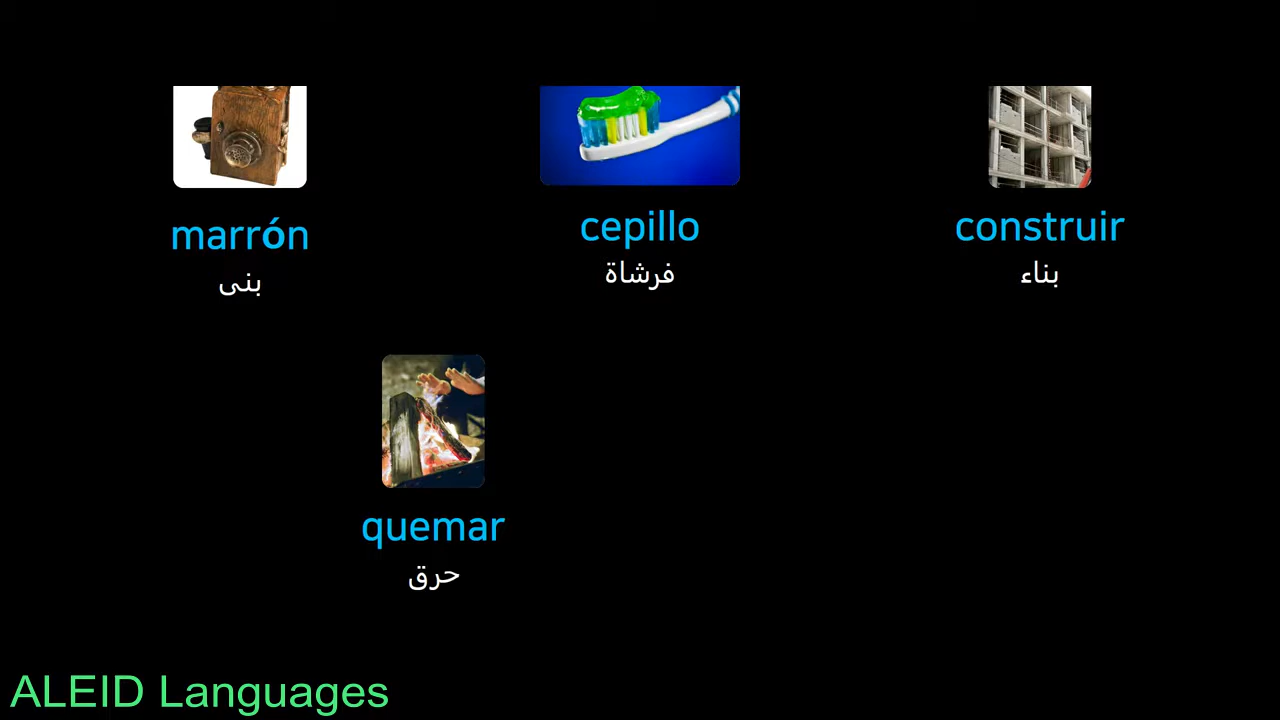 marrón
بنى
cepillo
فرشاة
construir
بناء
quemar
حرق
ALEID Languages